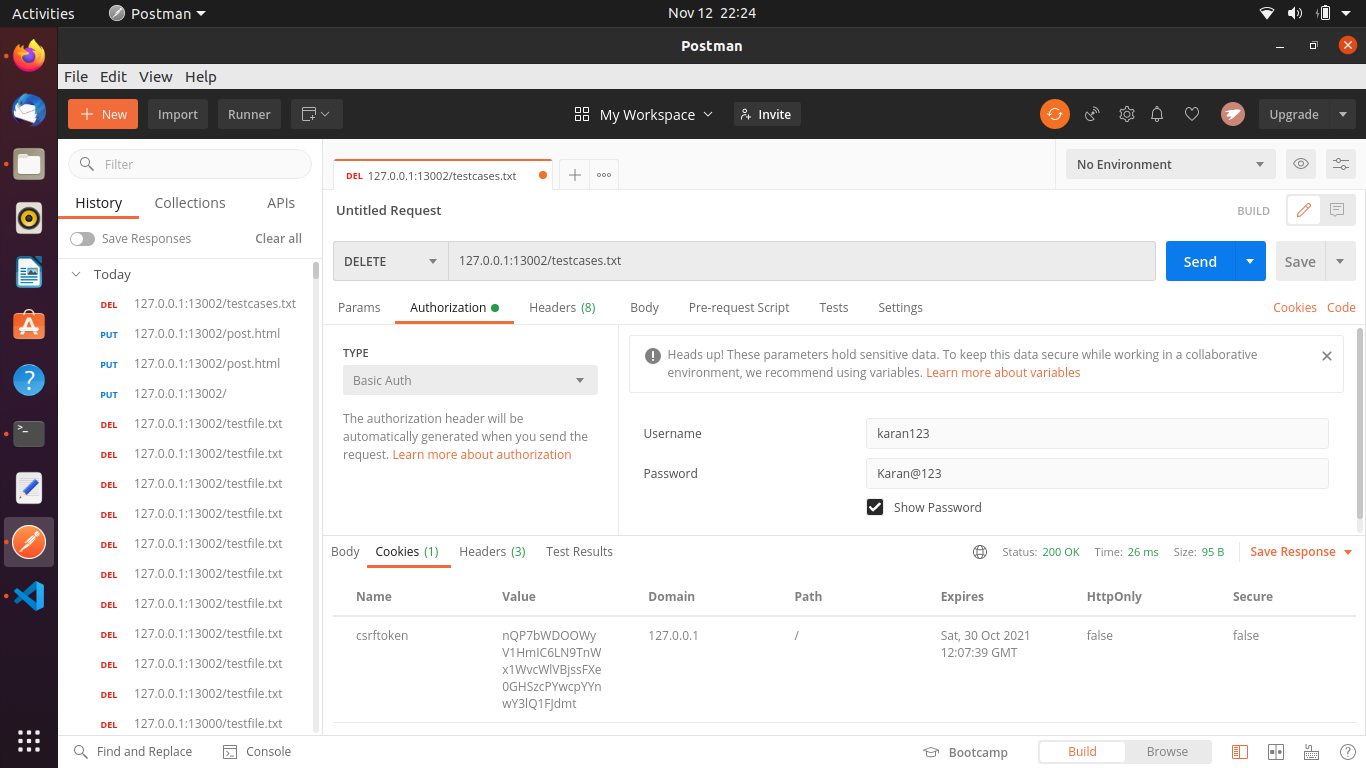 Activities
Postman
Nov 12 22:24
Postman
File Edit View Help
New
Import
Runner
My Workspace
Invite
Upgrade
Filter
History
Collections
APIs
Save Responses
Clear all
Today
DEL 127.0.0.1:13002/testcases.txt
PUT 127.0.0.1:13002/post.html
PUT 127.0.0.1:13002/post.html
PUT 127.0.0.1:13002/
DEL 127.0.0.1:13002/testfile.txt
DEL 127.0.0.1:13002/testfile.txt
DEL 127.0.0.1:13002/testfile.txt
DEL 127.0.0.1:13002/testfile.txt
DEL 127.0.0.1:13002/testfile.txt
DEL 127.0.0.1:13002/testfile.txt
DEL 127.0.0.1:13002/testfile.txt
DEL 127.0.0.1:13002/testfile.txt
DEL 127.0.0.1:13002/testfile.txt
DEL 127.0.0.1:13002/testfile.txt
DEL 127.0.0.1:13000/testfile.txt
DEL 127.0.0.1:13002/testcases.txt
No Environment
Untitled Request
BUILD
DELETE
127.0.0.1:13002/testcases.txt
Send
Save
Params
Authorization
Headers (8)
Body
Pre-request Script
Tests
Settings
Cookies
Code
TYPE
Basic Auth
The authorization header will be
automatically generated when you send the
request. Learn more about authorization
Heads up! These parameters hold sensitive data. To keep this data secure while working in a collaborative
environment, we recommend using variables. Learn more about variables
Username
karan123
Password
Karan@123
Show Password
Body
Cookies (1)
Headers (3)
Test Results
Status: 200 OK
Time: 26 ms
Size: 95 B
Save Response
Name
Value
Domain
Path
Expires
HttpOnly
Secure
csrftoken
nQP7bWDOOWy
V1HmIC6LN9TnW
x1WvcWlVBjssFXe
0GHSzcPYwcpYYn
wY3lQ1FJdmt
127.0.0.1
/
Sat, 30 Oct 2021
12:07:39 GMT
false
false
Find and Replace
Console
Bootcamp
Build
Browse